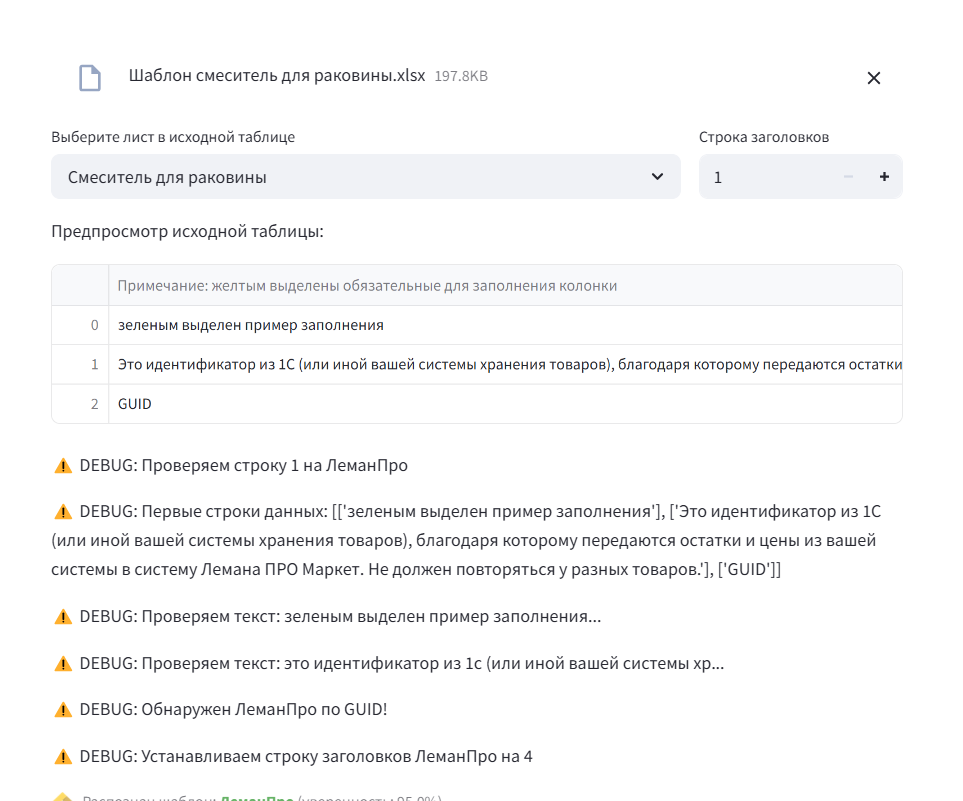 Шаблон смеситель для раковины.xlsx 197.8KB
Выберите лист в исходной таблице
Строка заголовков
Смеситель для раковины
1
Предпросмотр исходной таблицы:
Примечание: желтым выделены обязательные для заполнения колонки
0 зеленым выделен пример заполнения
1 Это идентификатор из 1С (или иной вашей системы хранения товаров), благодаря которому передаются остатки
2 GUID
DEBUG: Проверяем строку 1 на ЛеманПро
DEBUG: Первые строки данных: [['зеленым выделен пример заполнения'], ['Это идентификатор из 1С
(или иной вашей системы хранения товаров), благодаря которому передаются остатки и цены из вашей
системы в систему Лемана ПРО Маркет. Не должен повторяться у разных товаров.'], ['GUID']]
DEBUG: Проверяем текст: зеленым выделен пример заполнения...
DEBUG: Проверяем текст: это идентификатор из 1с (или иной вашей системы хр...
DEBUG: Обнаружен ЛеманПро по GUID!
DEBUG: Устанавливаем строку заголовков ЛеманПро на 4
Распознан шаблон: ЛеманПро (уверенность: 95.0%)